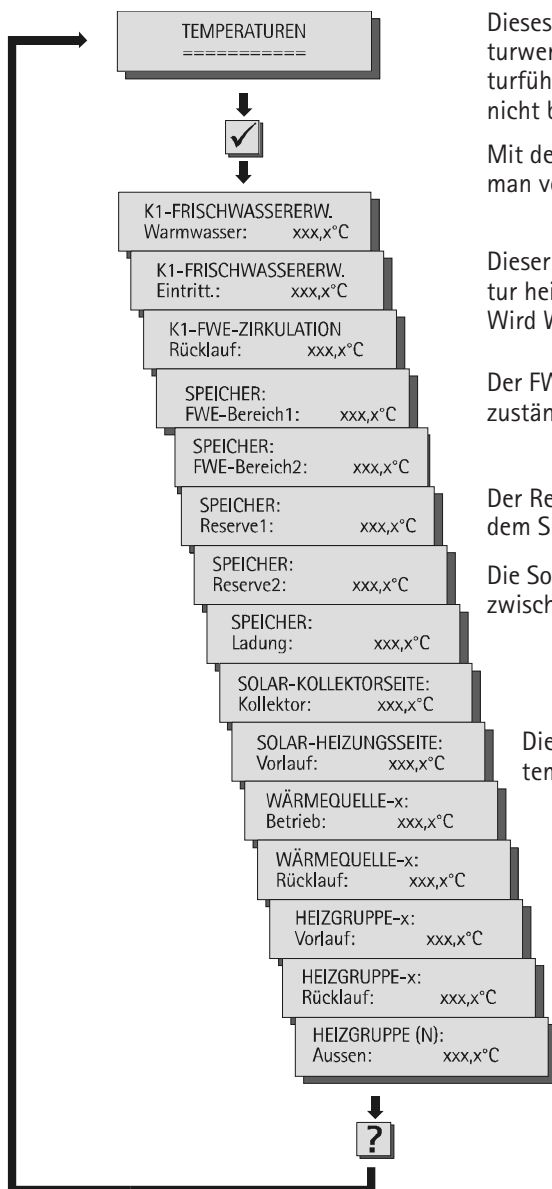 TEMPERATUREN
===========
✓
K1-FRISCHWASSERERW.
Warmwasser: xxx,x°C
K1-FRISCHWASSERERW.
Eintritt.: xxx,x°C
K1-FWE-ZIRKULATION
Rücklauf: xxx,x°C
SPEICHER:
FWE-Bereich1: xxx,x°C
SPEICHER:
FWE-Bereich2: xxx,x°C
SPEICHER:
Reserve1: xxx,x°C
SPEICHER:
Reserve2: xxx,x°C
SPEICHER:
Ladung: xxx,x°C
SOLAR-KOLLEKTORSEITE:
Kollektor: xxx,x°C
SOLAR-HEIZUNGSSEITE:
Vorlauf: xxx,x°C
WÄRMEQUELLE-x:
Betrieb: xxx,x°C
WÄRMEQUELLE-x:
Rücklauf: xxx,x°C
HEIZGRUPPE-x:
Vorlauf: xxx,x°C
HEIZGRUPPE-x:
Rücklauf: xxx,x°C
HEIZGRUPPE (N):
Aussen: xxx,x°C
?
Dieses
turwer
turfüh
nicht b
Mit de
man vo
Dieser
tur hei
Wird W
Der FW
zustän
Der Re
dem S
Die So
zwisch
Die
ten